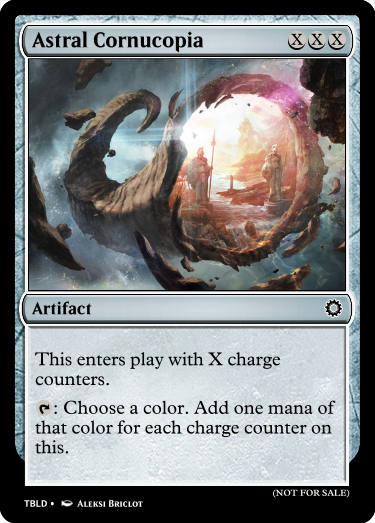 Astral Cornucopia XXX
Artifact
This enters play with X charge
counters.
: Choose a color. Add one mana of
that color for each charge counter on
this.
(NOT FOR SALE)
TBLD • Aleksi Briclot